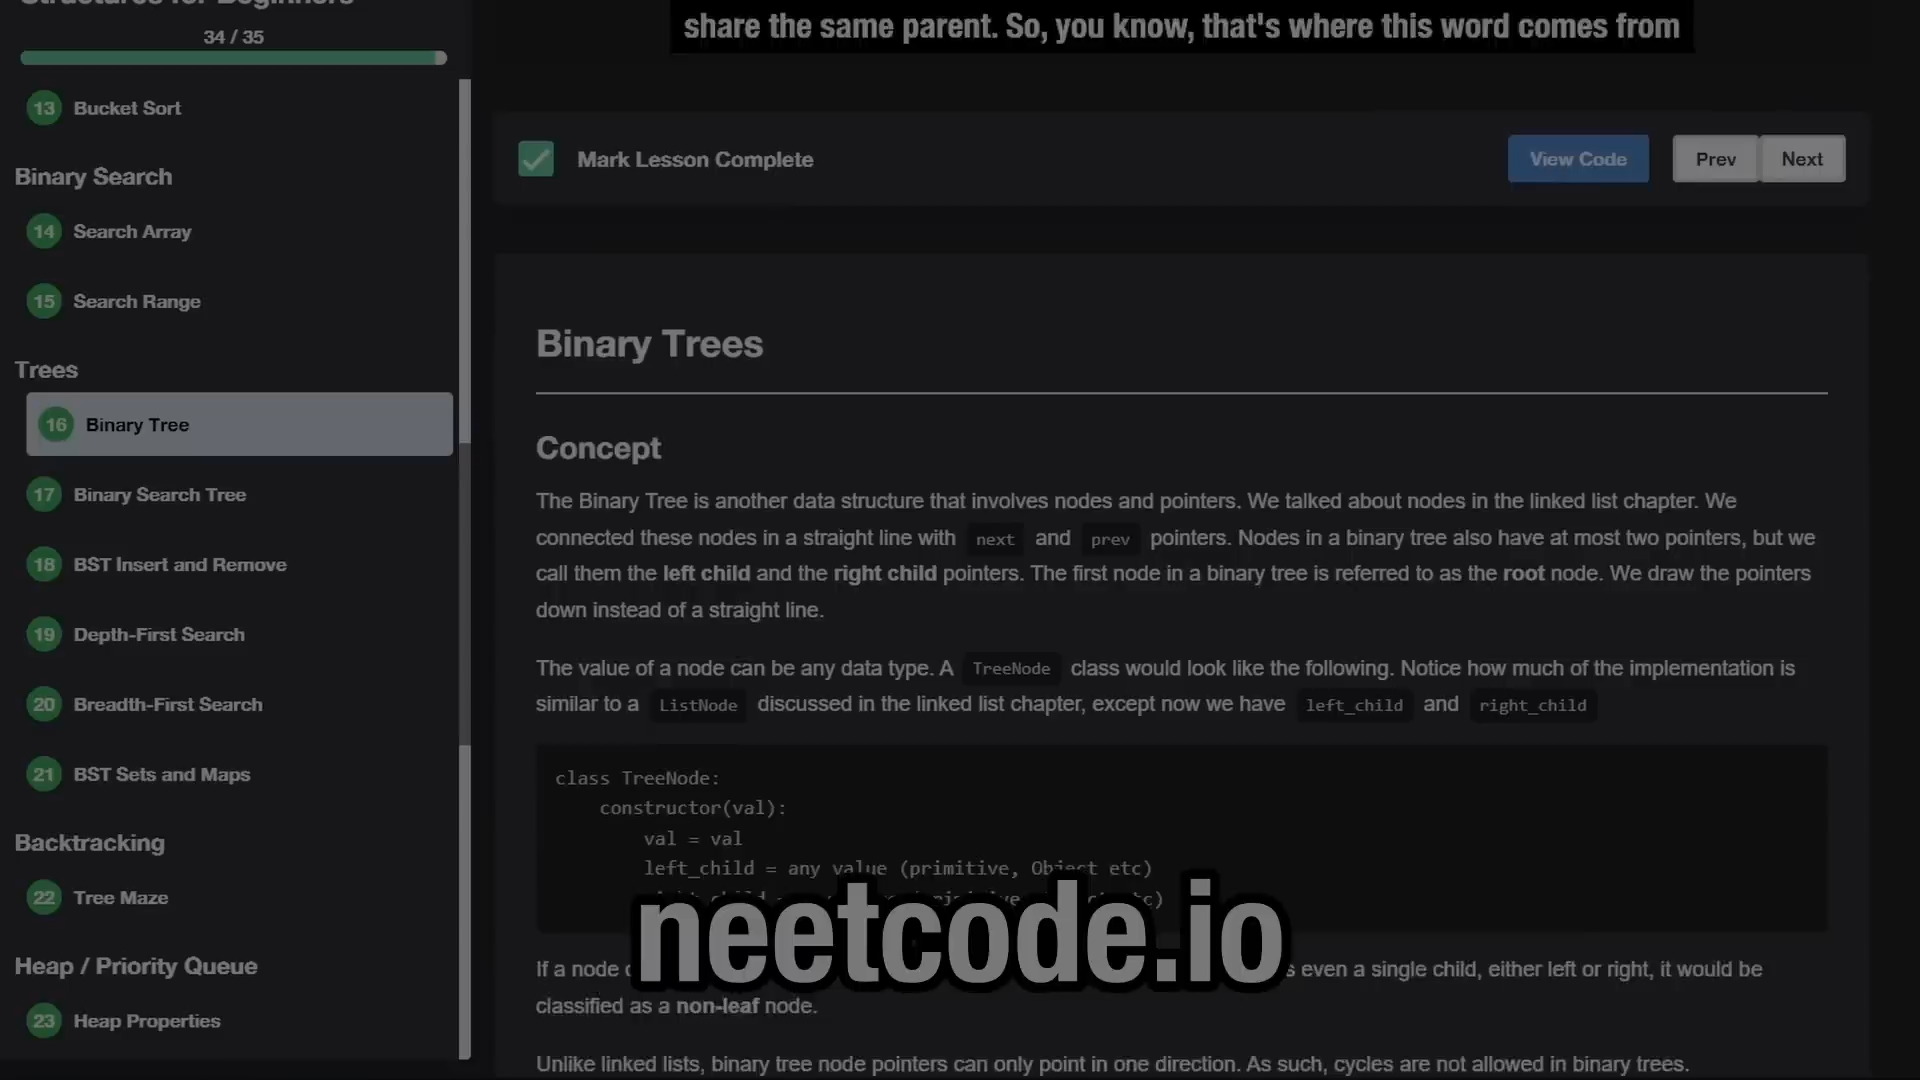 Structures for Beginners
34 / 35
13 Bucket Sort
Binary Search
14 Search Array
15 Search Range
Trees
16 Binary Tree
17 Binary Search Tree
18 BST Insert and Remove
19 Depth-First Search
20 Breadth-First Search
21 BST Sets and Maps
Backtracking
22 Tree Maze
Heap / Priority Queue
23 Heap Properties
share the same parent. So, you know, that's where this word comes from
Mark Lesson Complete
View Code
Prev
Next
Binary Trees
Concept
The Binary Tree is another data structure that involves nodes and pointers. We talked about nodes in the linked list chapter. We
connected these nodes in a straight line with next and prev pointers. Nodes in a binary tree also have at most two pointers, but we
call them the left child and the right child pointers. The first node in a binary tree is referred to as the root node. We draw the pointers
down instead of a straight line.
The value of a node can be any data type. A TreeNode class would look like the following. Notice how much of the implementation is
similar to a ListNode discussed in the linked list chapter, except now we have left_child and right_child
class TreeNode:
constructor(val):
val = val
left_child = any value (primitive, Object etc)
neetcode.io
If a node
even a single child, either left or right, it would be
classified as a non-leaf node.
Unlike linked lists, binary tree node pointers can only point in one direction. As such, cycles are not allowed in binary trees.